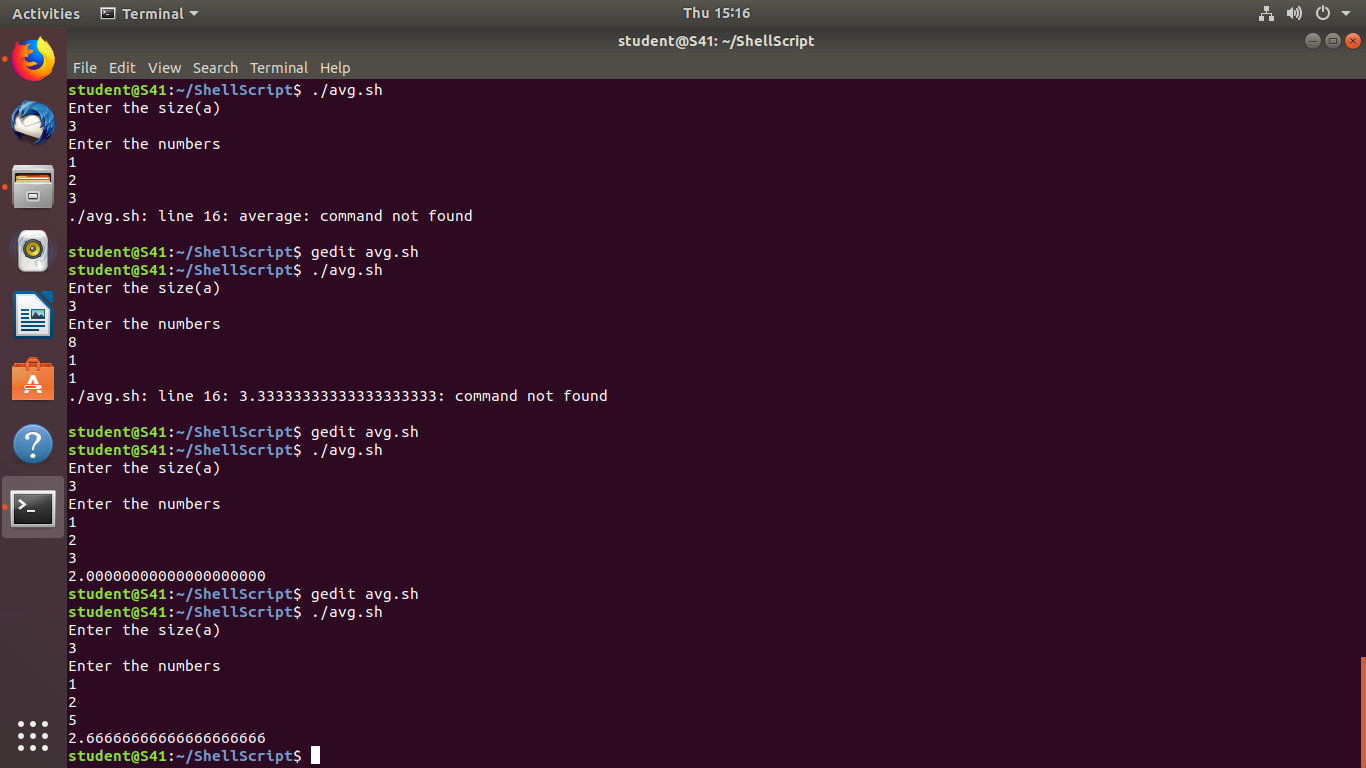 Activities Terminal Thu 15:16
student@S41: ~/ShellScript
File Edit View Search Terminal Help
student@S41:~/ShellScript$ ./avg.sh
Enter the size(a)
3
Enter the numbers
1
2
3
./avg.sh: line 16: average: command not found
student@S41:~/ShellScript$ gedit avg.sh
student@S41:~/ShellScript$ ./avg.sh
Enter the size(a)
3
Enter the numbers
8
1
1
./avg.sh: line 16: 3.33333333333333333333: command not found
student@S41:~/ShellScript$ gedit avg.sh
student@S41:~/ShellScript$ ./avg.sh
Enter the size(a)
3
Enter the numbers
1
2
3
2.00000000000000000000
student@S41:~/ShellScript$ gedit avg.sh
student@S41:~/ShellScript$ ./avg.sh
Enter the size(a)
3
Enter the numbers
1
2
5
2.66666666666666666666
student@S41:~/ShellScript$